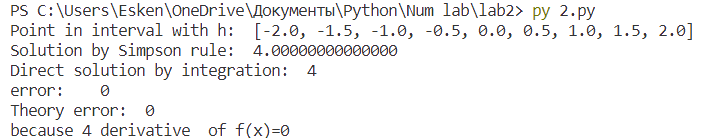 PS C:\Users\Esken\OneDrive\Документы\Python\Num lab\lab2> py 2.py
Point in interval with h:  [-2.0, -1.5, -1.0, -0.5, 0.0, 0.5, 1.0, 1.5, 2.0]
Solution by Simpson rule:  4.00000000000000
Direct solution by integration:  4
error:    0
Theory error:  0
because 4 derivative  of f(x)=0